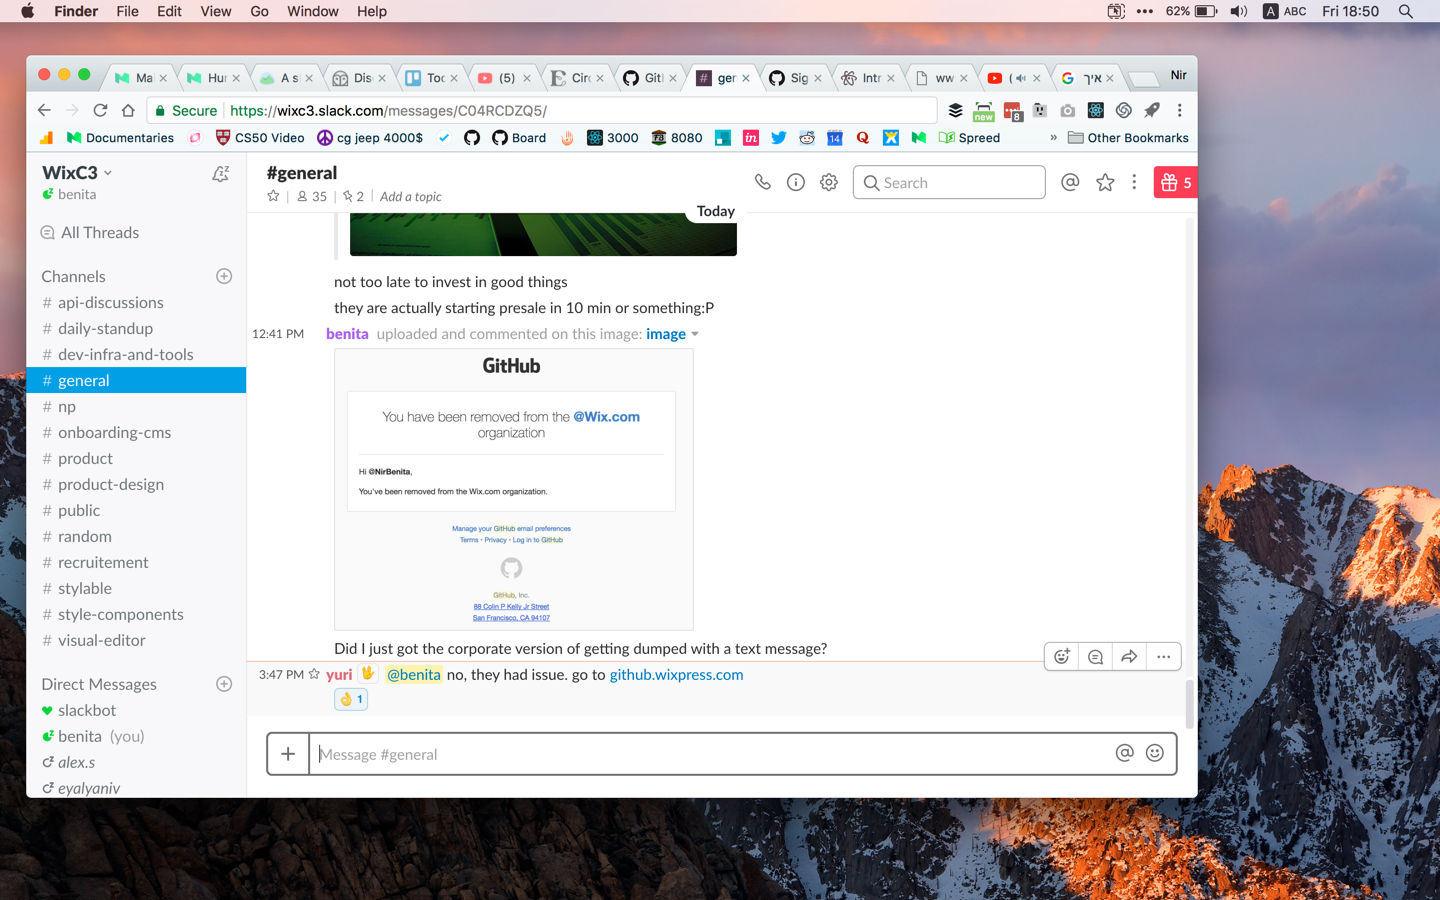 Finder File Edit View Go Window Help
62% A ABC Fri 18:50
Ma Hur A s Dis Too (5) Circ Git ger Sig Intr ww ( איך Nir
Secure https://wixc3.slack.com/messages/C04RCDZQ5/
new 8
Documentaries CS50 Video cg jeep 4000$ Board 3000 8080 in 14 Q Spreed » Other Bookmarks
WixC3
benita
All Threads
Channels
# api-discussions
# daily-standup
# dev-infra-and-tools
# general
# np
# onboarding-cms
# product
# product-design
# public
# random
# recruitement
# stylable
# style-components
# visual-editor
Direct Messages
slackbot
benita (you)
alex.s
eyalyaniv
#general
35 2 Add a topic
Search
5
Today
not too late to invest in good things
they are actually starting presale in 10 min or something:P
12:41 PM benita uploaded and commented on this image: image
GitHub
You have been removed from the @Wix.com
organization
Hi @NirBenita,
You've been removed from the Wix.com organization.
Manage your GitHub email preferences
Terms • Privacy • Log in to GitHub
GitHub, Inc.
88 Colin P Kelly Jr Street
San Francisco, CA 94107
Did I just got the corporate version of getting dumped with a text message?
3:47 PM yuri @benita no, they had issue. go to github.wixpress.com
1
Message #general